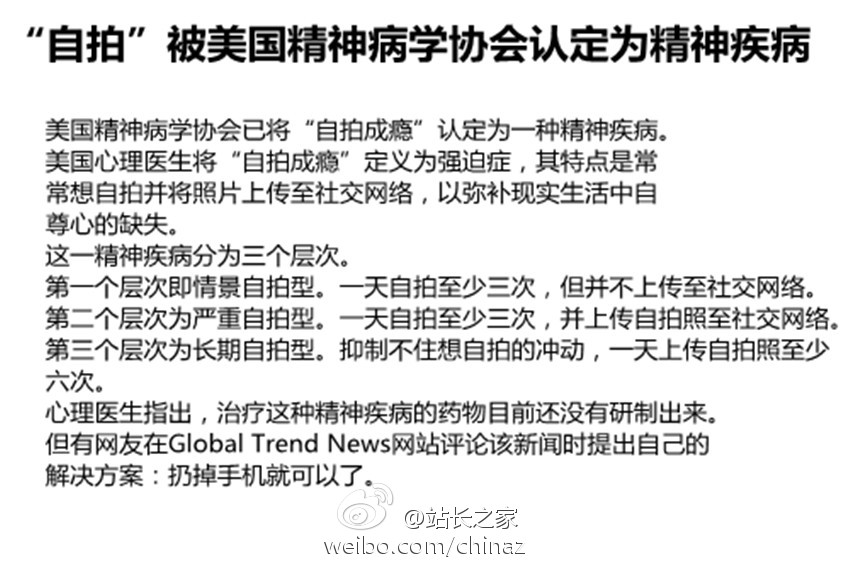 “自拍”被美国精神病学协会认定为精神疾病
美国精神病学协会已将“自拍成瘾”认定为一种精神疾病。
美国心理医生将“自拍成瘾”定义为强迫症，其特点是常
常想自拍并将照片上传至社交网络，以弥补现实生活中自
尊心的缺失。
这一精神疾病分为三个层次。
第一个层次即情景自拍型。一天自拍至少三次，但并不上传至社交网络。
第二个层次为严重自拍型。一天自拍至少三次，并上传自拍照至社交网络。
第三个层次为长期自拍型。抑制不住想自拍的冲动，一天上传自拍照至少
六次。
心理医生指出，治疗这种精神疾病的药物目前还没有研制出来。
但有网友在Global Trend News网站评论该新闻时提出自己的
解决方案：扔掉手机就可以了。
@站长之家
weibo.com/chinaz